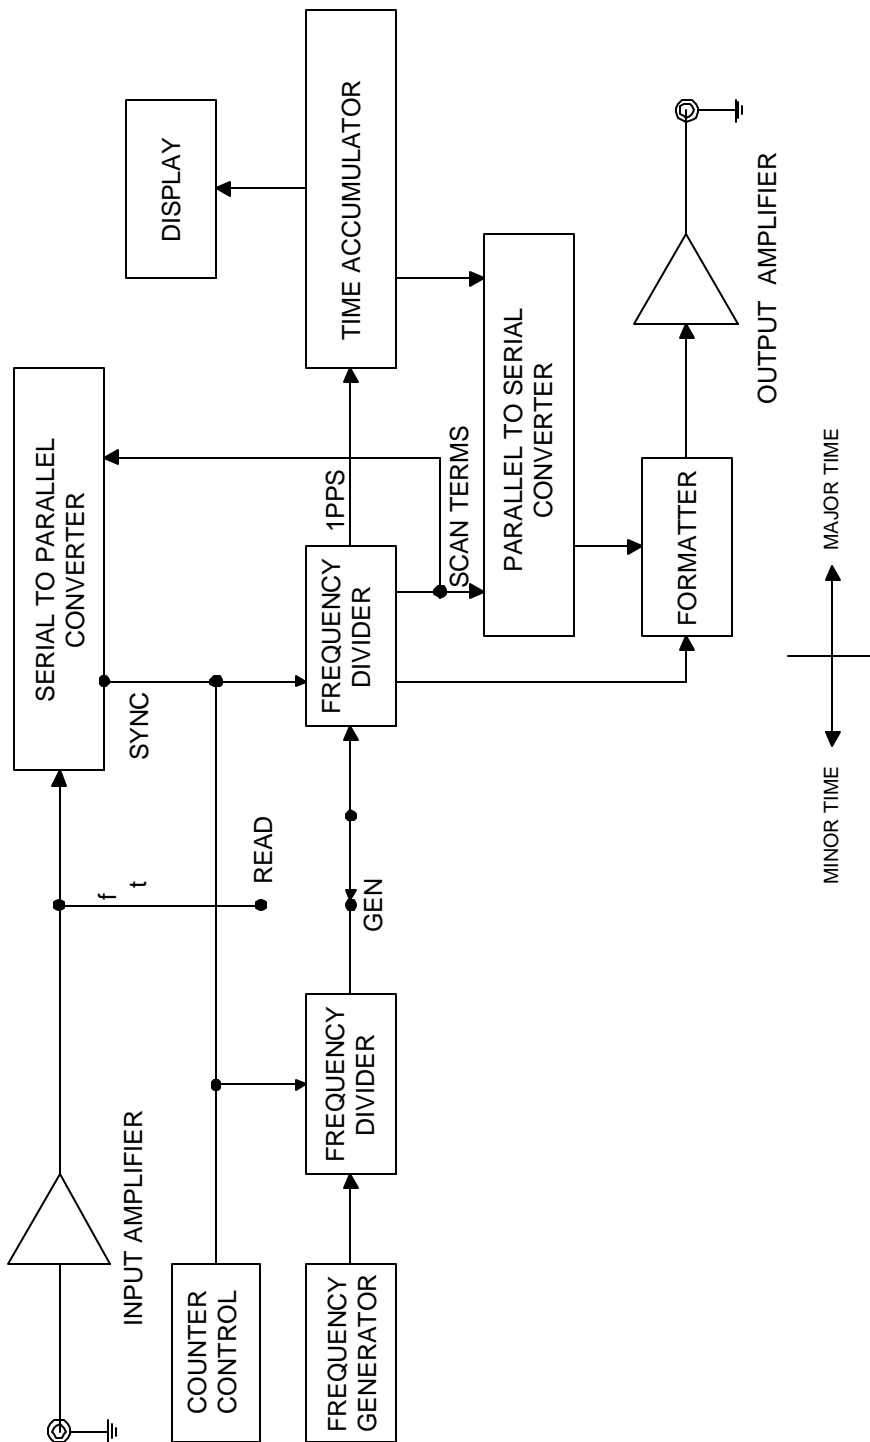 INPUT AMPLIFIER
f
t
SERIAL TO PARALLEL
CONVERTER
SYNC
READ
DISPLAY
COUNTER
CONTROL
FREQUENCY
GENERATOR
FREQUENCY
DIVIDER
GEN
FREQUENCY
DIVIDER
1PPS
TIME ACCUMULATOR
SCAN TERMS
PARALLEL TO SERIAL
CONVERTER
FORMATTER
OUTPUT AMPLIFIER
MINOR TIME
MAJOR TIME